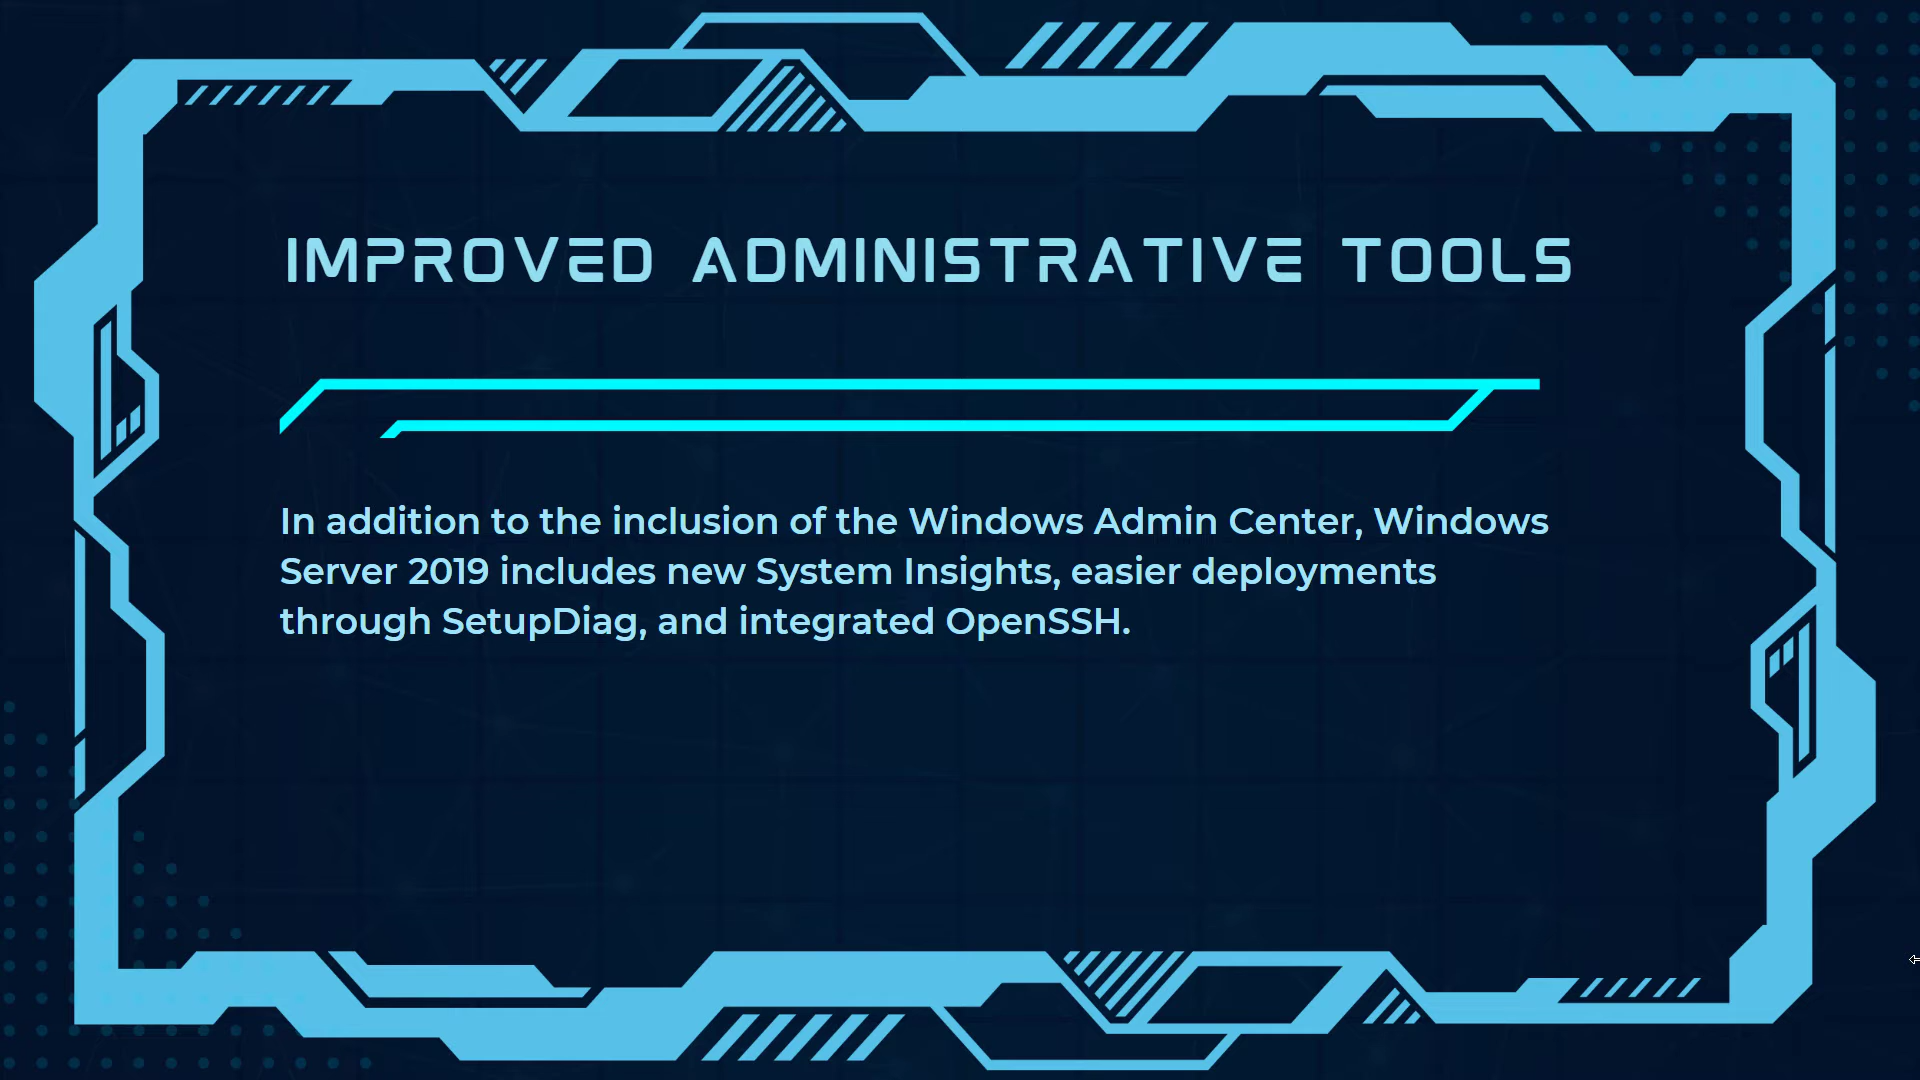 IMPROVED ADMINISTRATIVE TOOLS
In addition to the inclusion of the Windows Admin Center, Windows
Server 2019 includes new System Insights, easier deployments
through SetupDiag, and integrated OpenSSH.